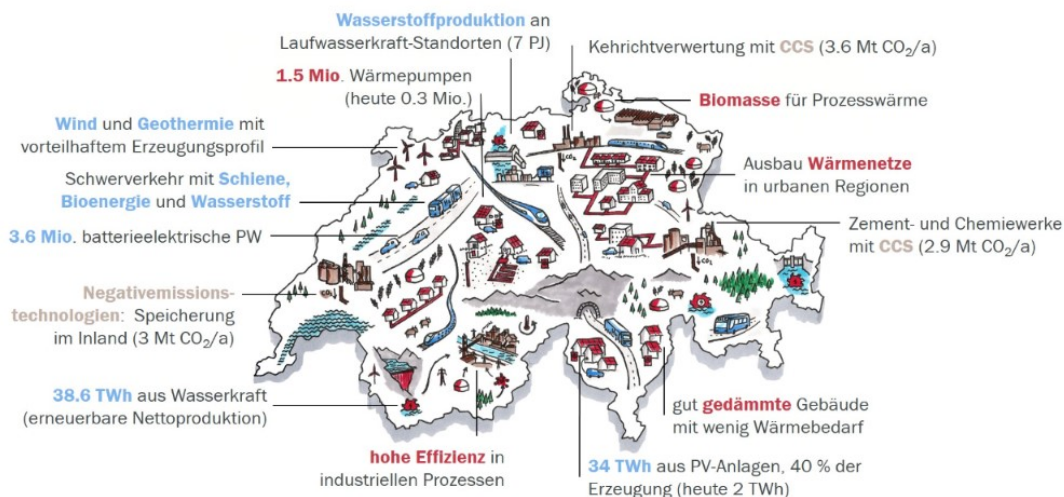 Wasserstoffproduktion an
Laufwasserkraft-Standorten (7 PJ)
Kehrichtverwertung mit CCS (3.6 Mt CO₂/a)
1.5 Mio. Wärmepumpen
(heute 0.3 Mio.)
Biomasse für Prozesswärme
Wind und Geothermie mit
vorteilhaftem Erzeugungsprofil
Ausbau Wärmenetze
in urbanen Regionen
Schwerverkehr mit Schiene,
Bioenergie und Wasserstoff
Zement- und Chemiewerke
mit CCS (2.9 Mt CO₂/a)
3.6 Mio. batterieelektrische PW
Negativemissions-
technologien: Speicherung
im Inland (3 Mt CO₂/a)
38.6 TWh aus Wasserkraft
(erneuerbare Nettoproduktion)
gut gedämmte Gebäude
mit wenig Wärmebedarf
hohe Effizienz in
industriellen Prozessen
34 TWh aus PV-Anlagen, 40 % der
Erzeugung (heute 2 TWh)
CO₂
CO₂
CO₂